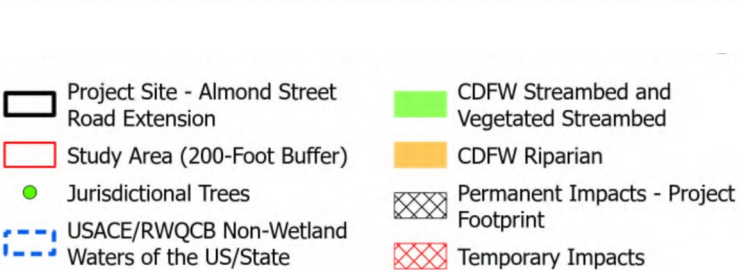 Project Site - Almond Street
Road Extension
Study Area (200-Foot Buffer)
Jurisdictional Trees
USACE/RWQCB Non-Wetland
Waters of the US/State
CDFW Streambed and
Vegetated Streambed
CDFW Riparian
Permanent Impacts - Project
Footprint
Temporary Impacts